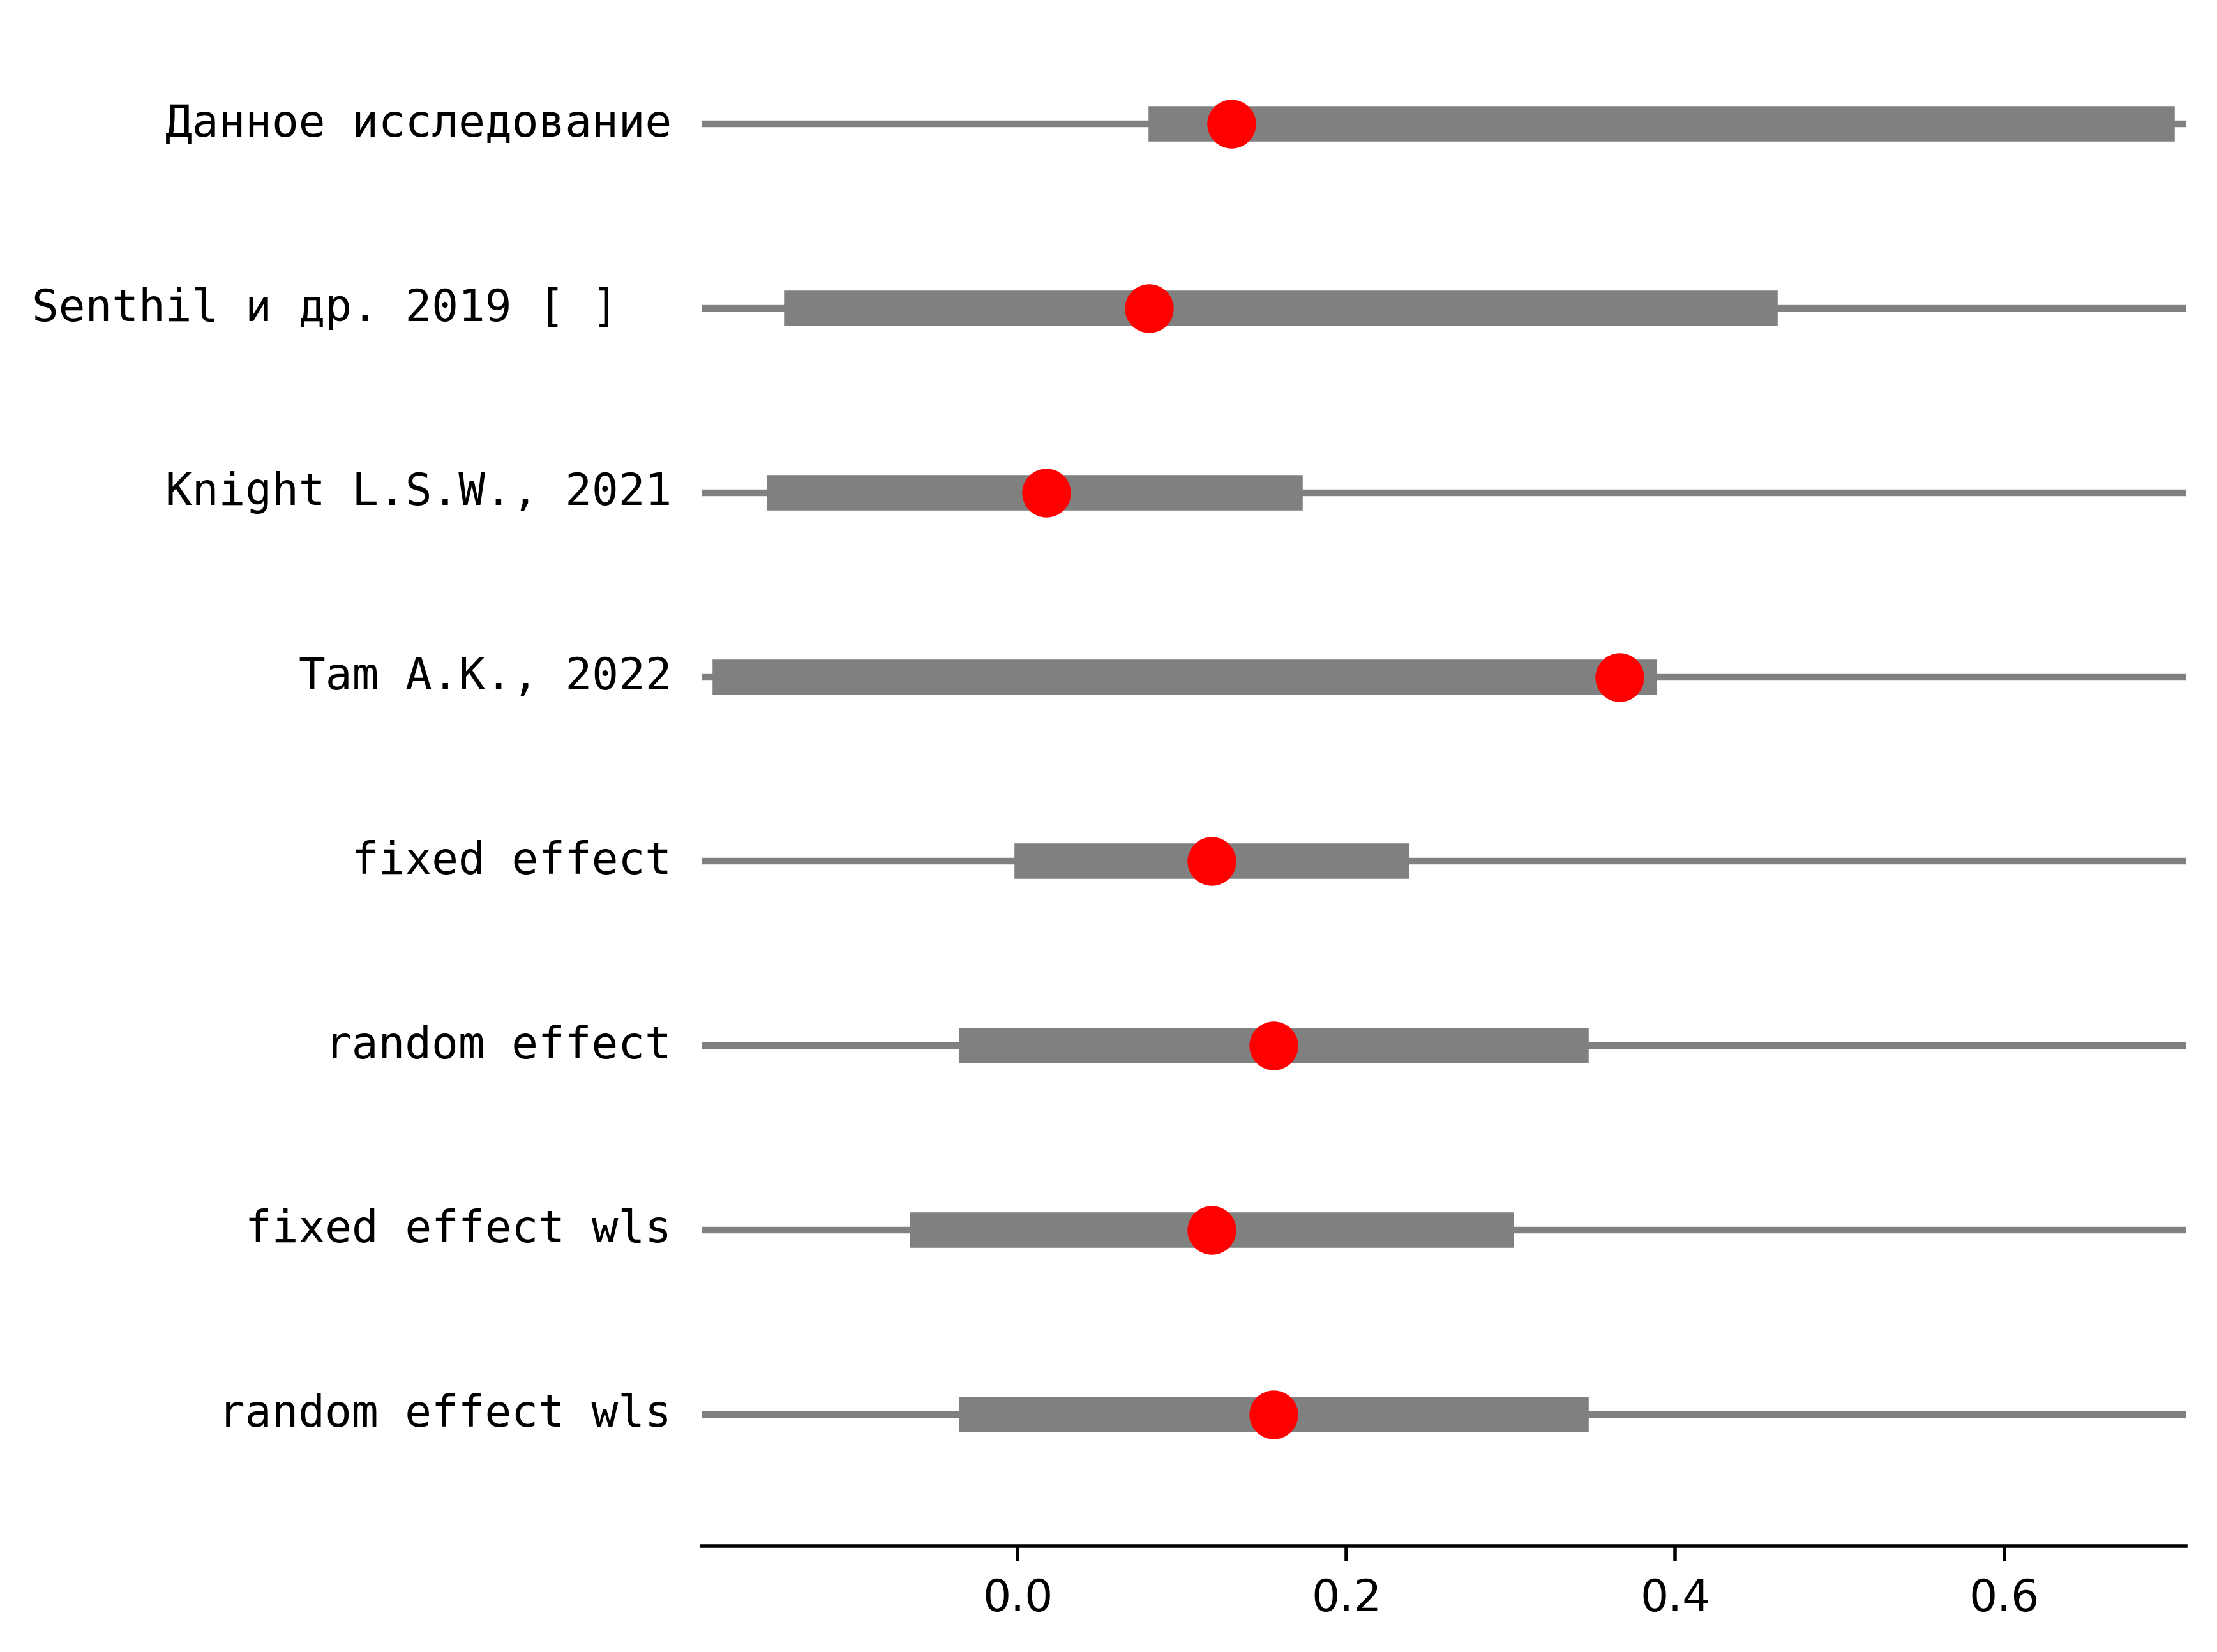 Данное исследование
Senthil и др. 2019 [ ]
Knight L.S.W., 2021
Tam A.K., 2022
fixed effect
random effect
fixed effect wls
random effect wls
0.0 0.2 0.4 0.6